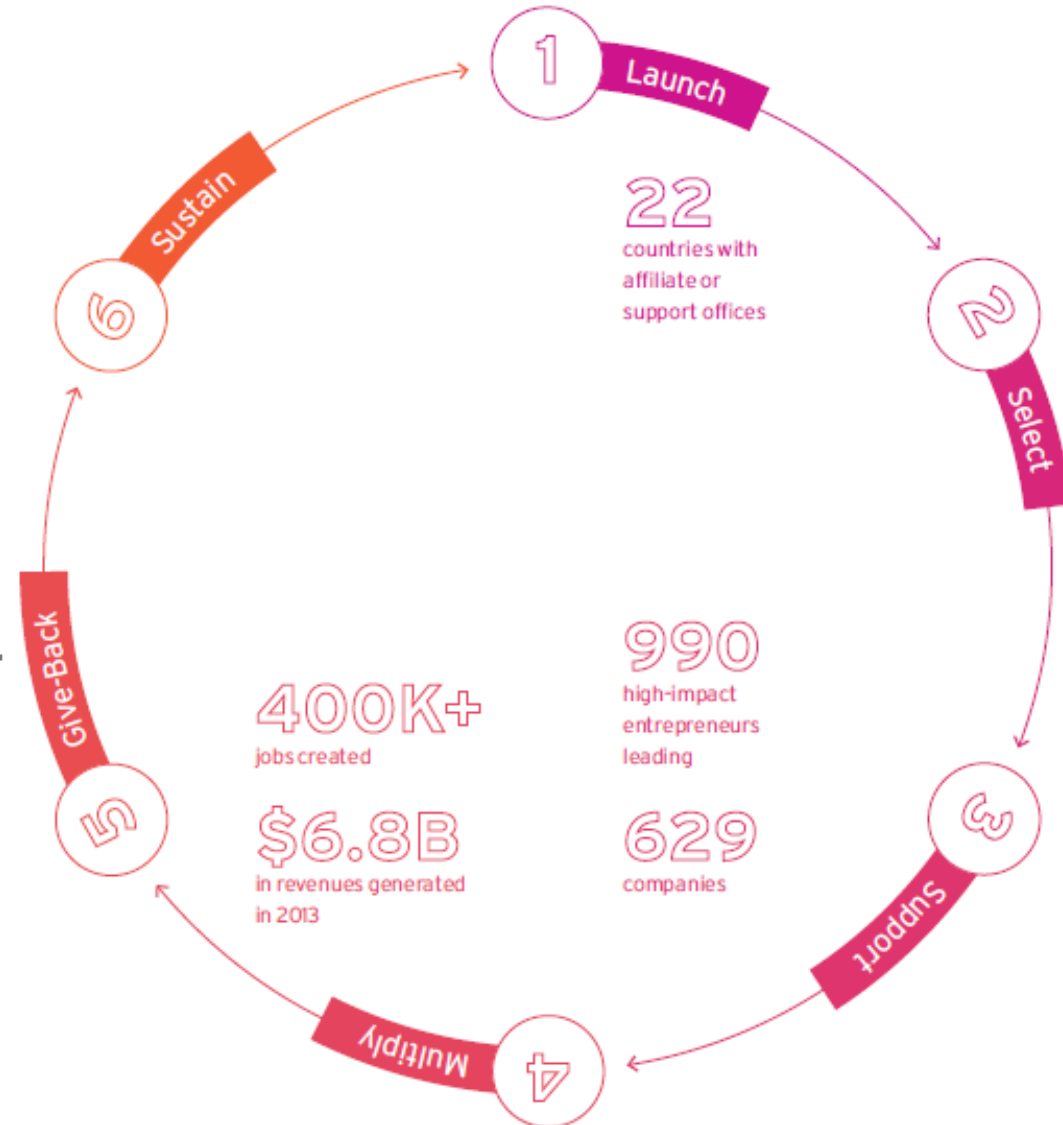 1
Launch
22
countries with
affiliate or
support offices
2
Select
990
high-impact
entrepreneurs
leading
629
companies
3
Support
4
Multiply
400K+
jobs created
$6.8B
in revenues generated
in 2013
5
Give-Back
6
Sustain